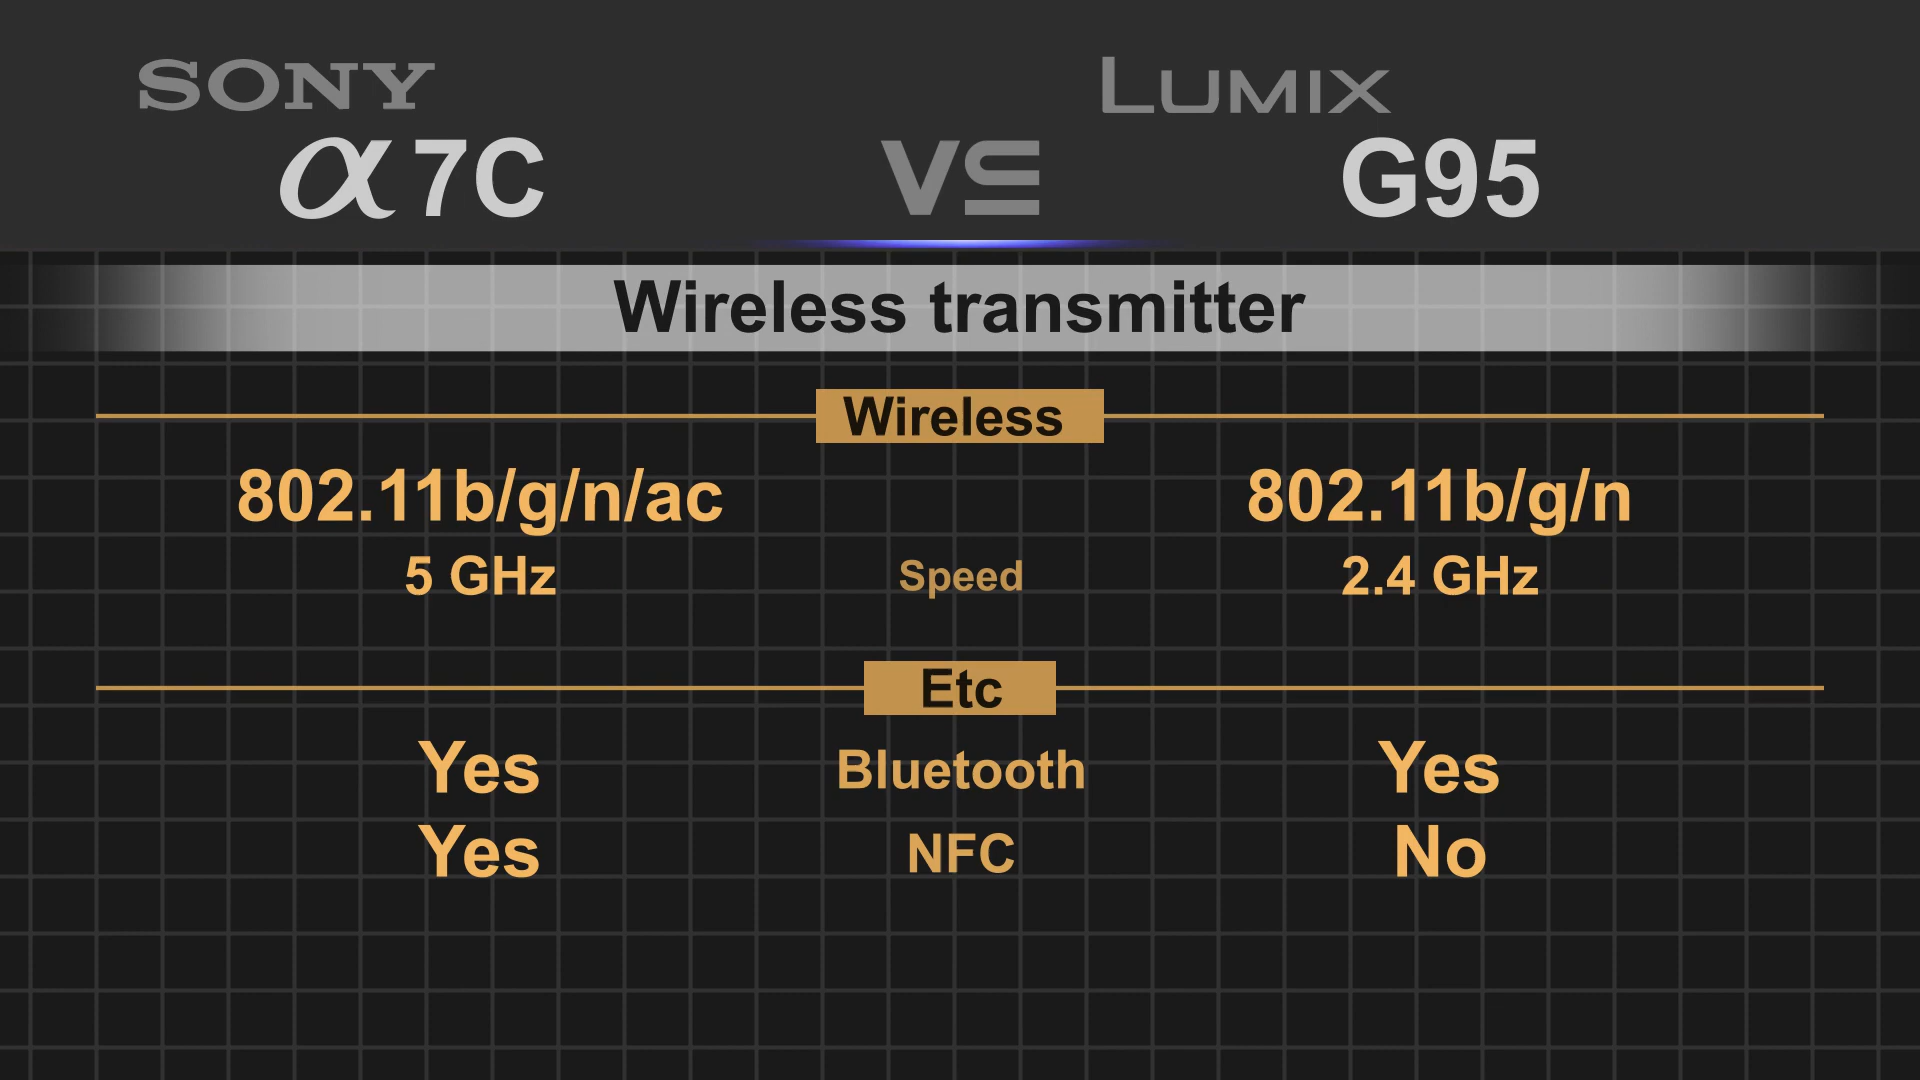 SONY LUMIX
α7C VS G95
Wireless transmitter
Wireless
802.11b/g/n/ac 802.11b/g/n
5 GHz Speed 2.4 GHz
Etc
Yes Bluetooth Yes
Yes NFC No